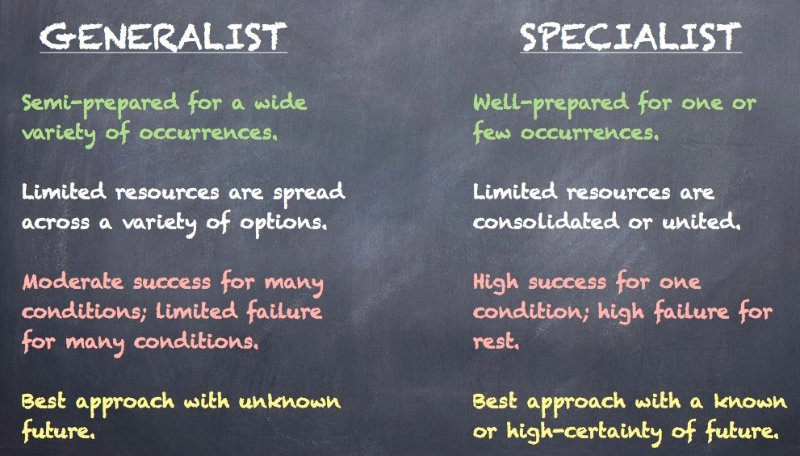 GENERALIST
Semi-prepared for a wide
variety of occurrences.
Limited resources are spread
across a variety of options.
Moderate success for many
conditions; limited failure
for many conditions.
Best approach with unknown
future.
SPECIALIST
Well-prepared for one or
few occurrences.
Limited resources are
consolidated or united.
High success for one
condition; high failure for
rest.
Best approach with a known
or high-certainty of future.